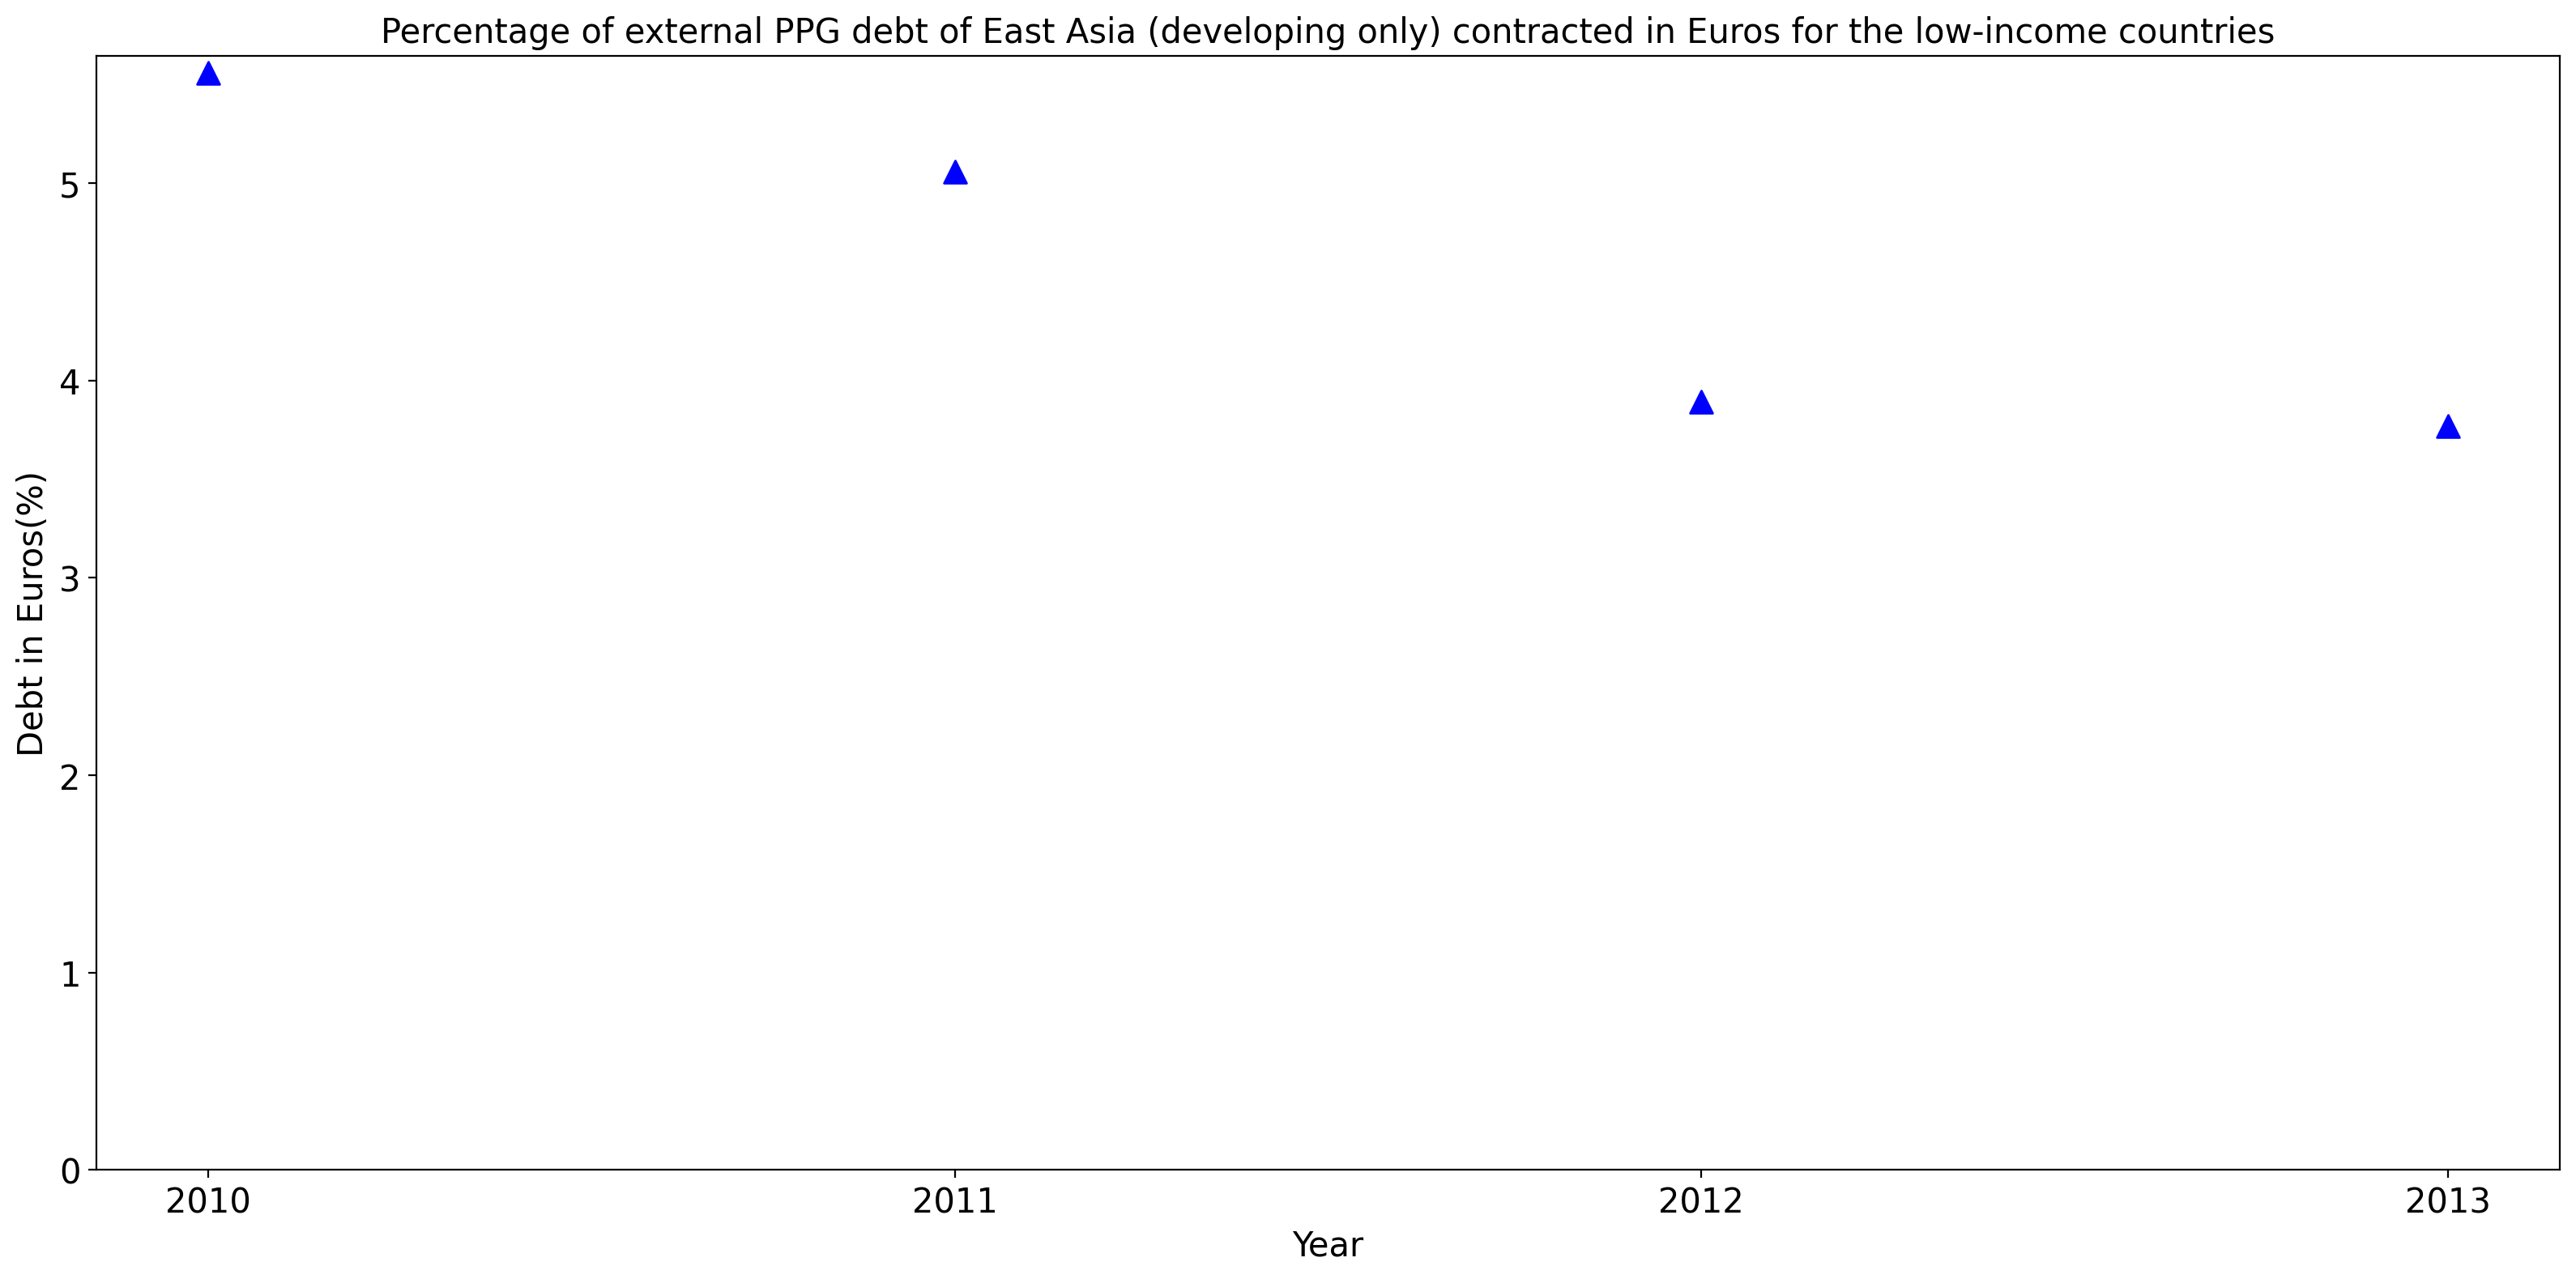 Percentage of external PPG debt of East Asia (developing only) contracted in Euros for the low-income countries
5
4
3
2
1
0
Debt in Euros(%)
2010 2011 2012 2013
Year